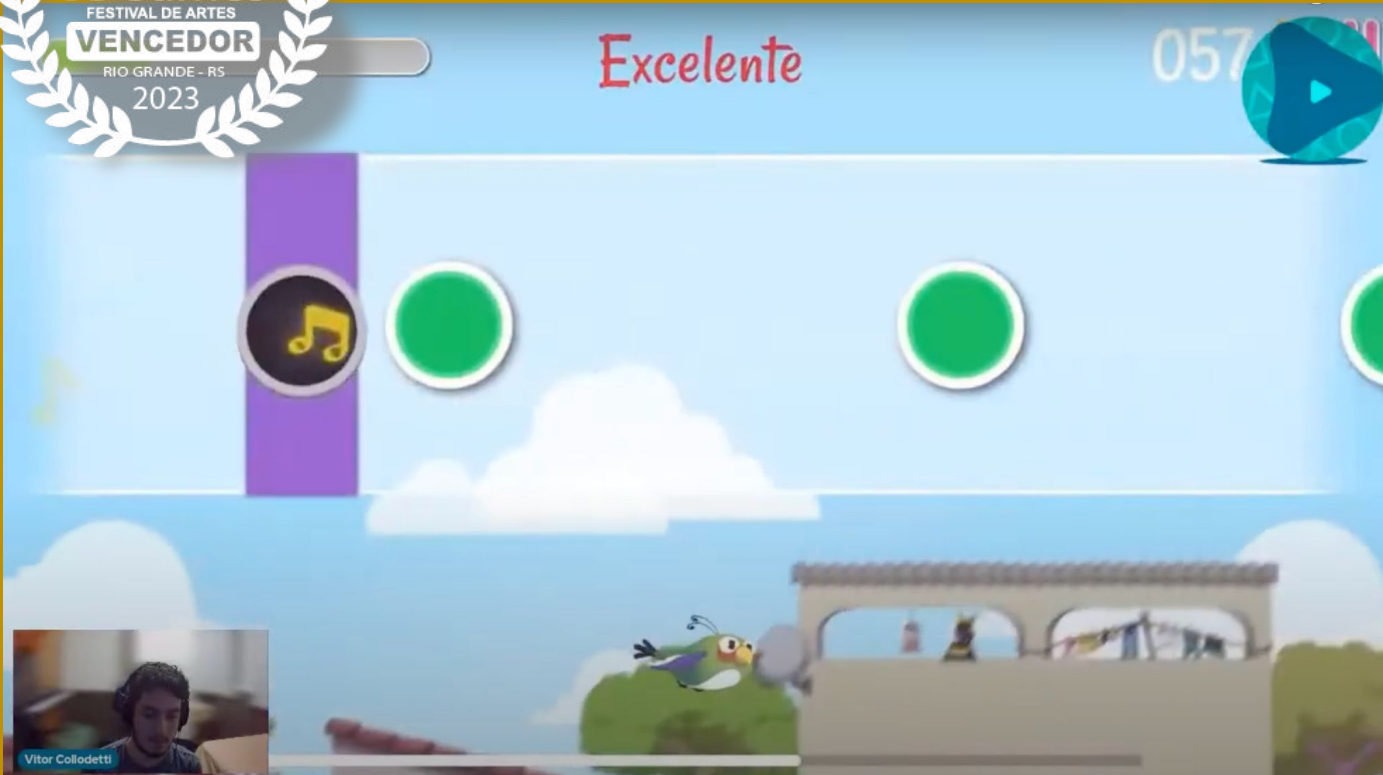 FESTIVAL DE ARTES
VENCEDOR
RIO GRANDE - RS
2023
Excelente
057
Vitor Collodetti